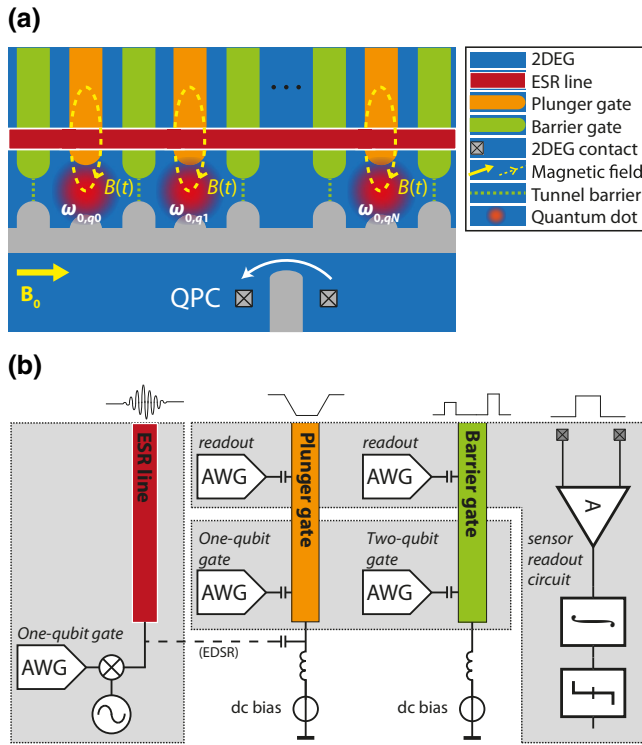 (a)
...
B(t)
B(t)
B(t)
ω0,q0
ω0,q1
ω0,qN
B0
QPC
2DEG
ESR line
Plunger gate
Barrier gate
2DEG contact
Magnetic field
Tunnel barrier
Quantum dot
(b)
ESR line
One-qubit gate
AWG
(EDSR)
readout
AWG
Plunger gate
readout
AWG
Barrier gate
One-qubit
gate
AWG
Two-qubit
gate
AWG
dc bias
dc bias
A
sensor
readout
circuit
∫